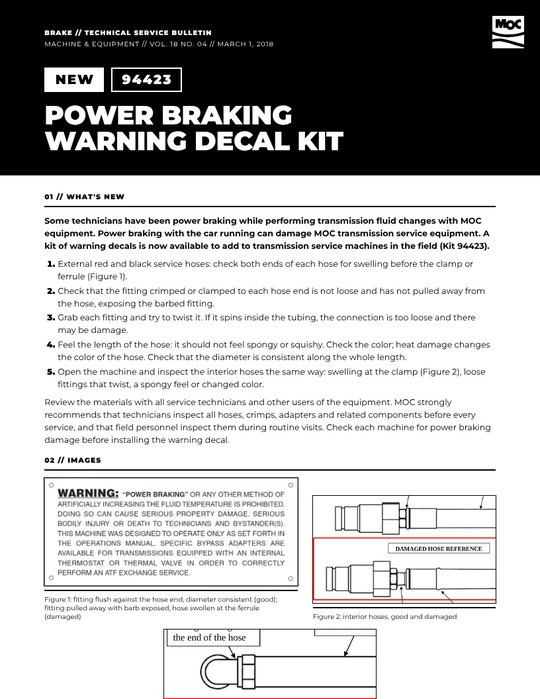 BRAKE // TECHNICAL SERVICE BULLETIN
MACHINE & EQUIPMENT // VOL. 18 NO. 04 // MARCH 1, 2018
MOC
NEW 94423
POWER BRAKING
WARNING DECAL KIT
01 // WHAT'S NEW
Some technicians have been power braking while performing transmission fluid changes with MOC
equipment. Power braking with the car running can damage MOC transmission service equipment. A
kit of warning decals is now available to add to transmission service machines in the field (Kit 94423).
1. External red and black service hoses: check both ends of each hose for swelling before the clamp or
ferrule (Figure 1).
2. Check that the fitting crimped or clamped to each hose end is not loose and has not pulled away from
the hose, exposing the barbed fitting.
3. Grab each fitting and try to twist it. If it spins inside the tubing, the connection is too loose and there
may be damage.
4. Feel the length of the hose: it should not feel spongy or squishy. Check the color; heat damage changes
the color of the hose. Check that the diameter is consistent along the whole length.
5. Open the machine and inspect the interior hoses the same way: swelling at the clamp (Figure 2), loose
fittings that twist, a spongy feel or changed color.
Review the materials with all service technicians and other users of the equipment. MOC strongly
recommends that technicians inspect all hoses, crimps, adapters and related components before every
service, and that field personnel inspect them during routine visits. Check each machine for power braking
damage before installing the warning decal.
02 // IMAGES
WARNING: "POWER BRAKING" OR ANY OTHER METHOD OF
ARTIFICIALLY INCREASING THE FLUID TEMPERATURE IS PROHIBITED.
DOING SO CAN CAUSE SERIOUS PROPERTY DAMAGE, SERIOUS
BODILY INJURY OR DEATH TO TECHNICIANS AND BYSTANDER(S).
THIS MACHINE WAS DESIGNED TO OPERATE ONLY AS SET FORTH IN
THE OPERATIONS MANUAL. SPECIFIC BYPASS ADAPTERS ARE
AVAILABLE FOR TRANSMISSIONS EQUIPPED WITH AN INTERNAL
THERMOSTAT OR THERMAL VALVE IN ORDER TO CORRECTLY
PERFORM AN ATF EXCHANGE SERVICE.
DAMAGED HOSE REFERENCE
Figure 1: fitting flush against the hose end, diameter consistent (good);
fitting pulled away with barb exposed, hose swollen at the ferrule
(damaged)
Figure 2: interior hoses, good and damaged
the end of the hose